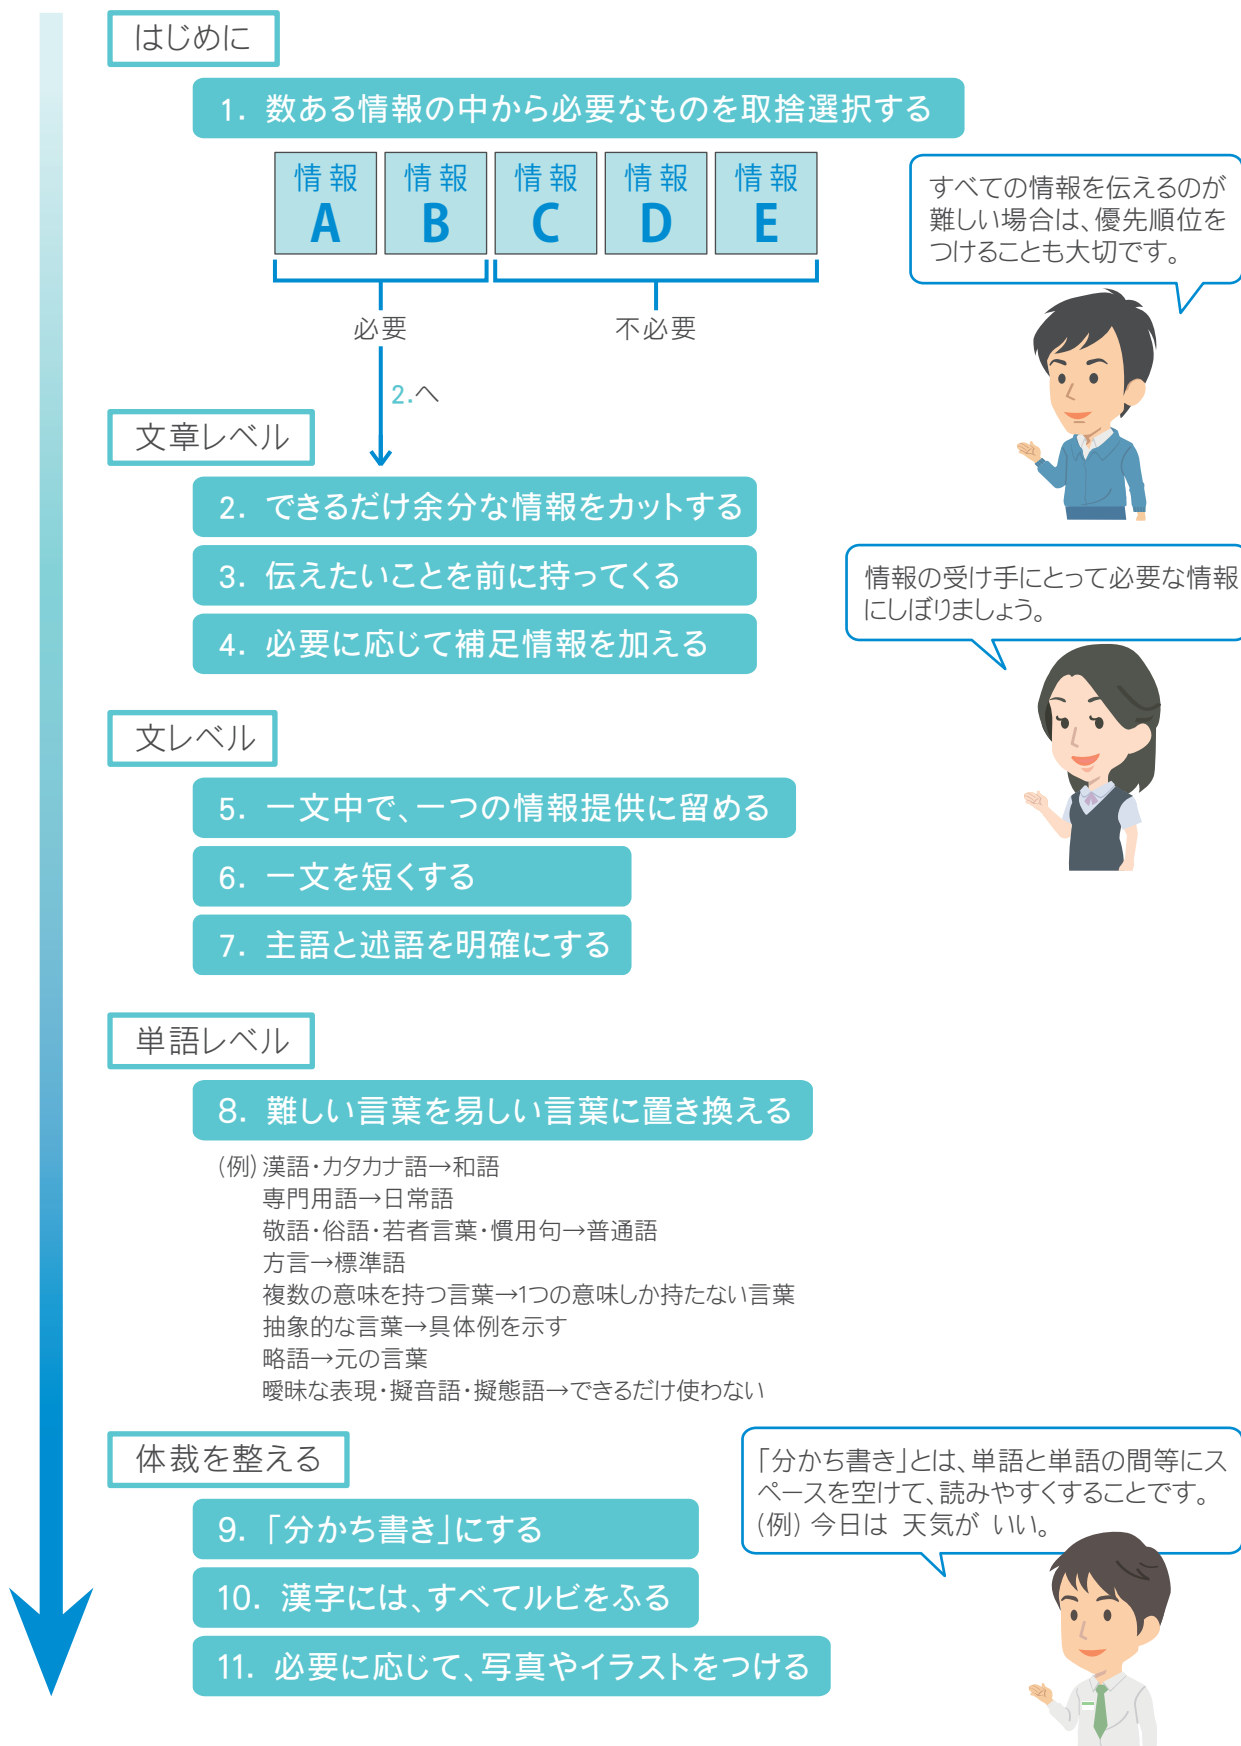 はじめに
1. 数ある情報の中から必要なものを取捨選択する
情報 情報 情報 情報 情報
A B C D E
すべての情報を伝えるのが
難しい場合は、優先順位を
つけることも大切です。
必要 不必要
2.へ
文章レベル
2. できるだけ余分な情報をカットする
3. 伝えたいことを前に持ってくる
4. 必要に応じて補足情報を加える
情報の受け手にとって必要な情報
にしぼりましょう。
文レベル
5. 一文中で、一つの情報提供に留める
6. 一文を短くする
7. 主語と述語を明確にする
単語レベル
8. 難しい言葉を易しい言葉に置き換える
(例) 漢語・カタカナ語→和語
専門用語→日常語
敬語・俗語・若者言葉・慣用句→普通語
方言→標準語
複数の意味を持つ言葉→1つの意味しか持たない言葉
抽象的な言葉→具体例を示す
略語→元の言葉
曖昧な表現・擬音語・擬態語→できるだけ使わない
体裁を整える
9. 「分かち書き」にする
10. 漢字には、すべてルビをふる
11. 必要に応じて、写真やイラストをつける
「分かち書き」とは、単語と単語の間等にス
ペースを空けて、読みやすくすることです。
(例) 今日は 天気が いい。